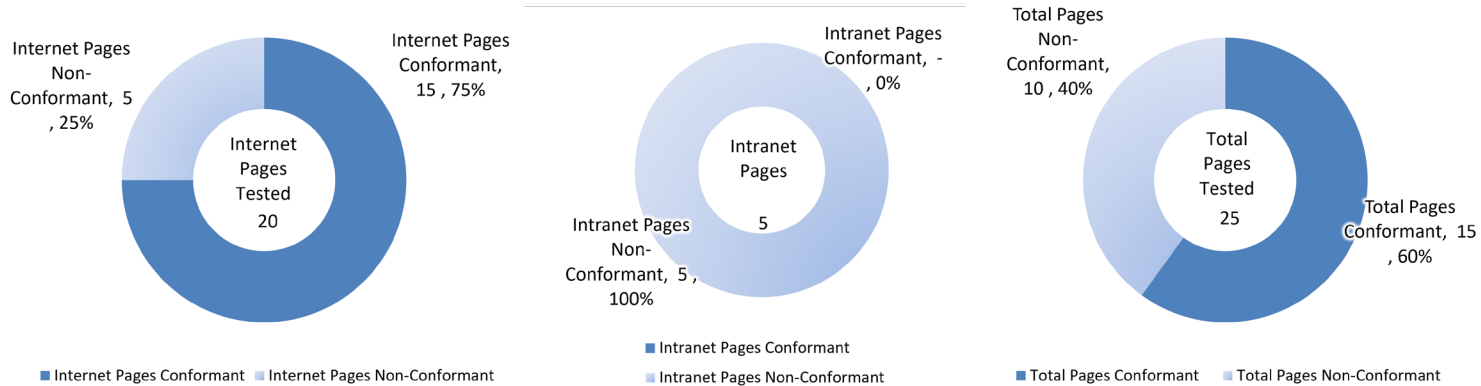 Internet Pages
Non-
Conformant,  5
, 25%
Internet Pages
Conformant,
15 , 75%
Internet
Pages
Tested
20
Internet Pages Conformant
Internet Pages Non-Conformant
Intranet Pages
Conformant,  -
, 0%
Intranet
Pages
5
Intranet Pages
Non-
Conformant,  5 ,
100%
Intranet Pages Conformant
Intranet Pages Non-Conformant
Total Pages
Non-
Conformant,
10 , 40%
Total
Pages
Tested
25
Total Pages
Conformant,  15
, 60%
Total Pages Conformant
Total Pages Non-Conformant